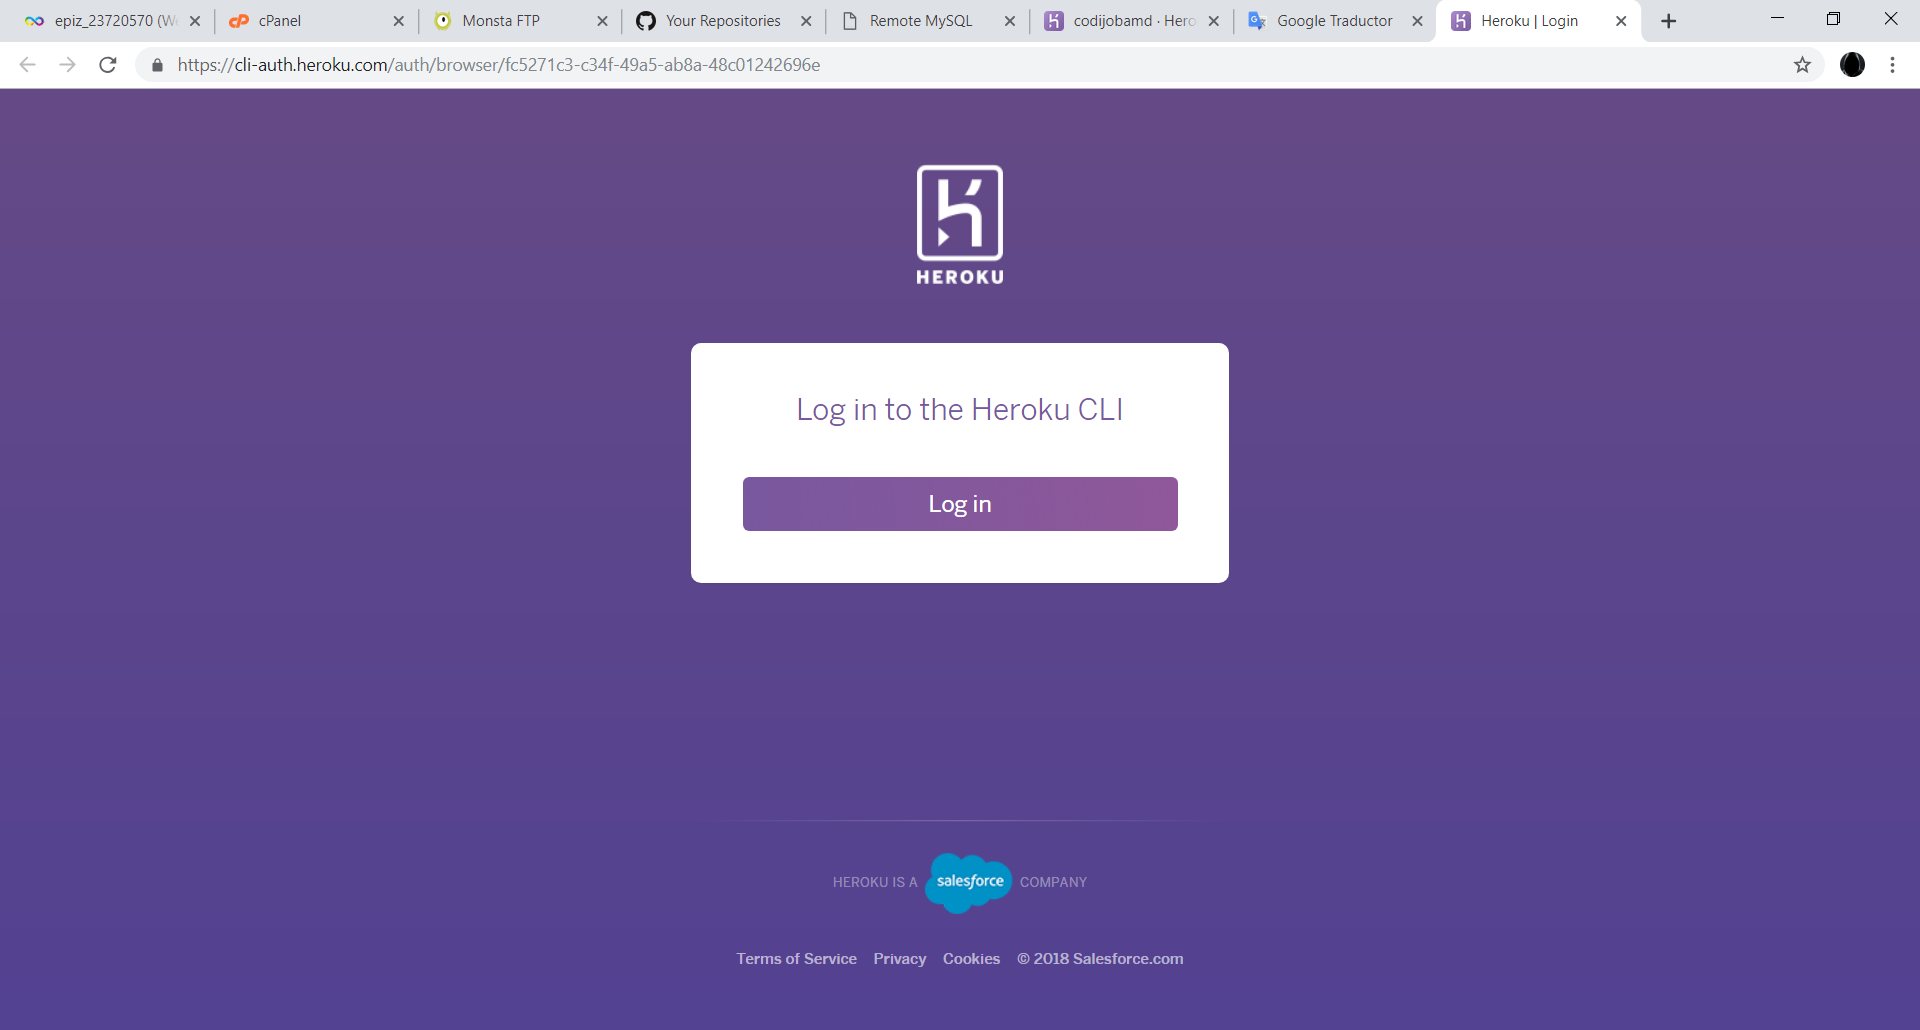 epiz_23720570 (W
cPanel
Monsta FTP
Your Repositories
Remote MySQL
codijobamd · Hero
Google Traductor
Heroku | Login
https://cli-auth.heroku.com/auth/browser/fc5271c3-c34f-49a5-ab8a-48c01242696e
HEROKU
Log in to the Heroku CLI
Log in
HEROKU IS A salesforce COMPANY
Terms of Service Privacy Cookies © 2018 Salesforce.com